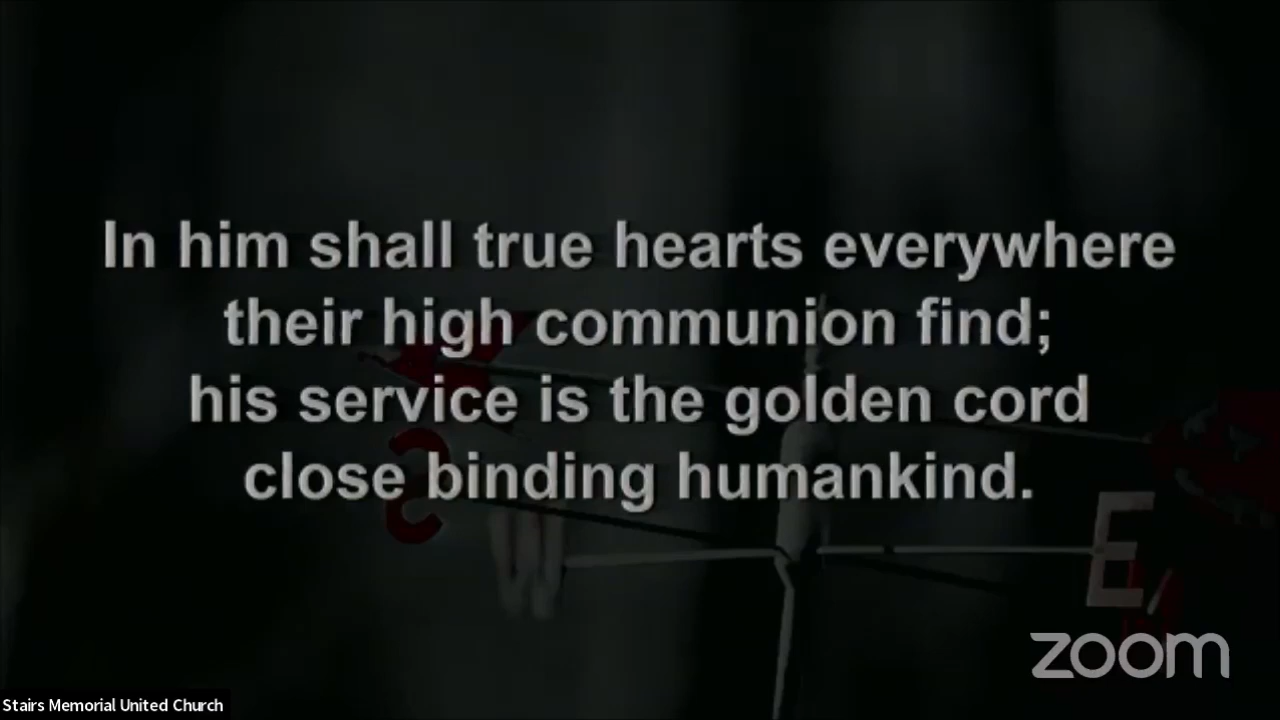 In him shall true hearts everywhere
their high communion find;
his service is the golden cord
close binding humankind.
S
W
E
zoom
Stairs Memorial United Church